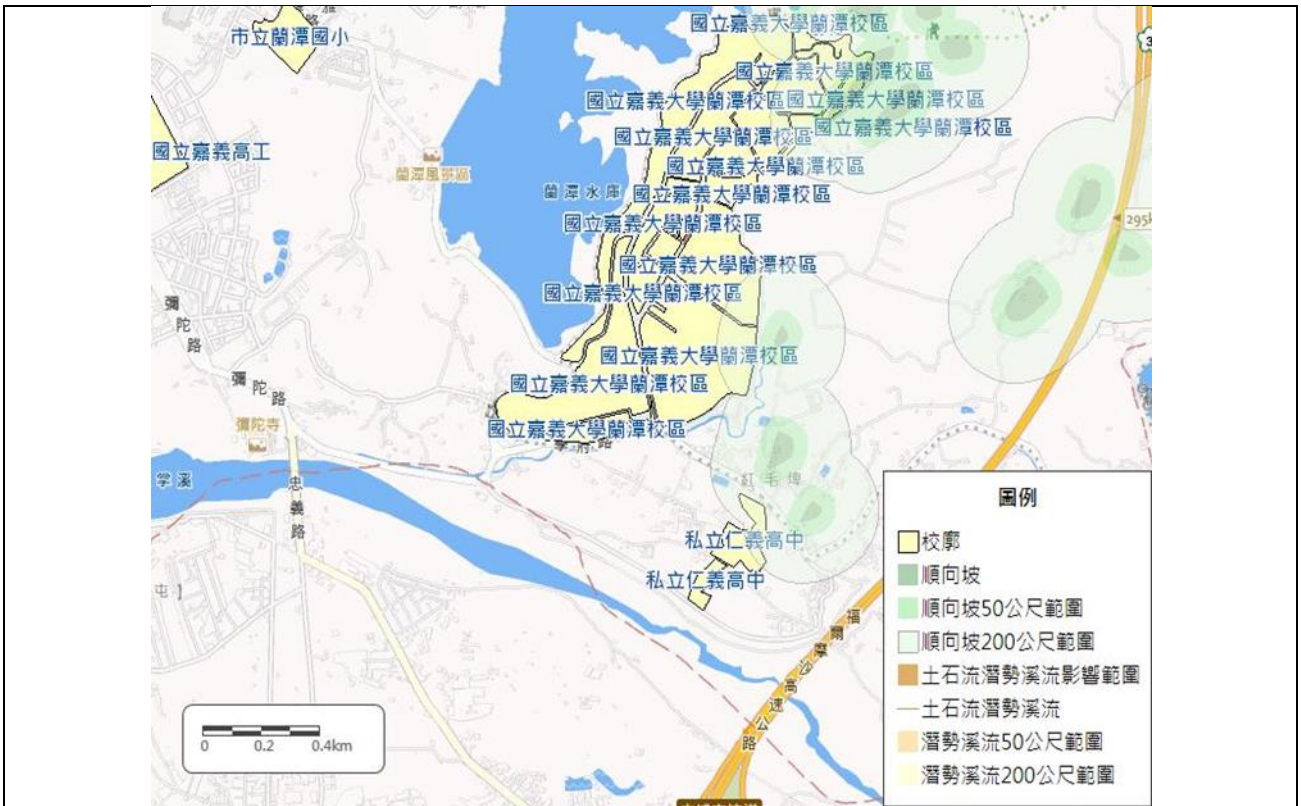 雅
路
市立蘭潭國小
國立嘉義大學蘭潭校區
3
國立嘉義大學蘭潭校區
國立嘉義大學蘭潭校區
國立嘉義大學蘭潭校區
國立嘉義大學蘭潭校區
國立嘉義大學蘭潭校區
國立嘉義高工
蘭潭風景區
國立嘉義大學蘭潭校區
蘭潭水庫
國立嘉義大學蘭潭校區
國立嘉義大學蘭潭校區
295k
國立嘉義大學蘭潭校區
國立嘉義大學蘭潭校區
彌陀路
國立嘉義大學蘭潭校區
彌陀路
國立嘉義大學蘭潭校區
彌陀寺
國立嘉義大學蘭潭校區
學府路
忠義路
紅毛埤
私立仁義高中
私立仁義高中
福爾摩沙高速公路
圖例
校廓
順向坡
順向坡50公尺範圍
順向坡200公尺範圍
土石流潛勢溪流影響範圍
土石流潛勢溪流
潛勢溪流50公尺範圍
潛勢溪流200公尺範圍
0 0.2 0.4km